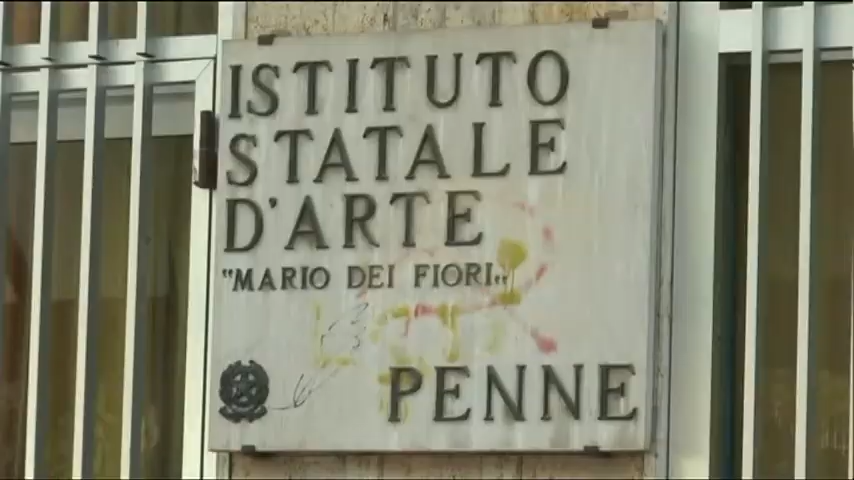 ISTITUTO
STATALE
D'ARTE
"MARIO DEI FIORI"
PENNE